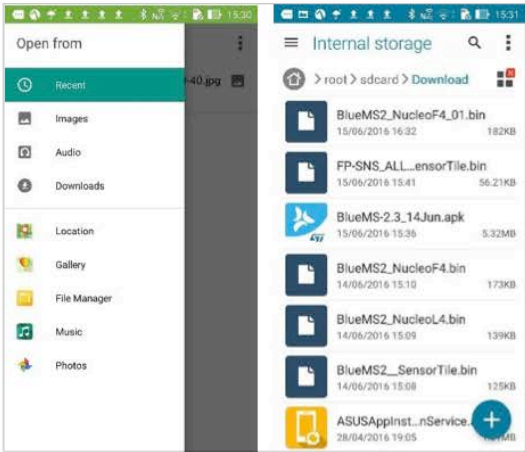 15:30
Open from
-40.jpg
Recent
Images
Audio
Downloads
Location
Gallery
File Manager
Music
Photos
15:31
Internal storage
> root > sdcard > Download
BlueMS2_NucleoF4_01.bin
15/06/2016 16:32 182KB
FP-SNS_ALL...ensorTile.bin
15/06/2016 15:41 56.21KB
BlueMS-2.3_14Jun.apk
15/06/2016 15:36 5.32MB
BlueMS2_NucleoF4.bin
14/06/2016 15:10 173KB
BlueMS2_NucleoL4.bin
14/06/2016 15:09 139KB
BlueMS2__SensorTile.bin
14/06/2016 15:08 125KB
ASUSAppInst...nService.
28/04/2016 19:05 MB